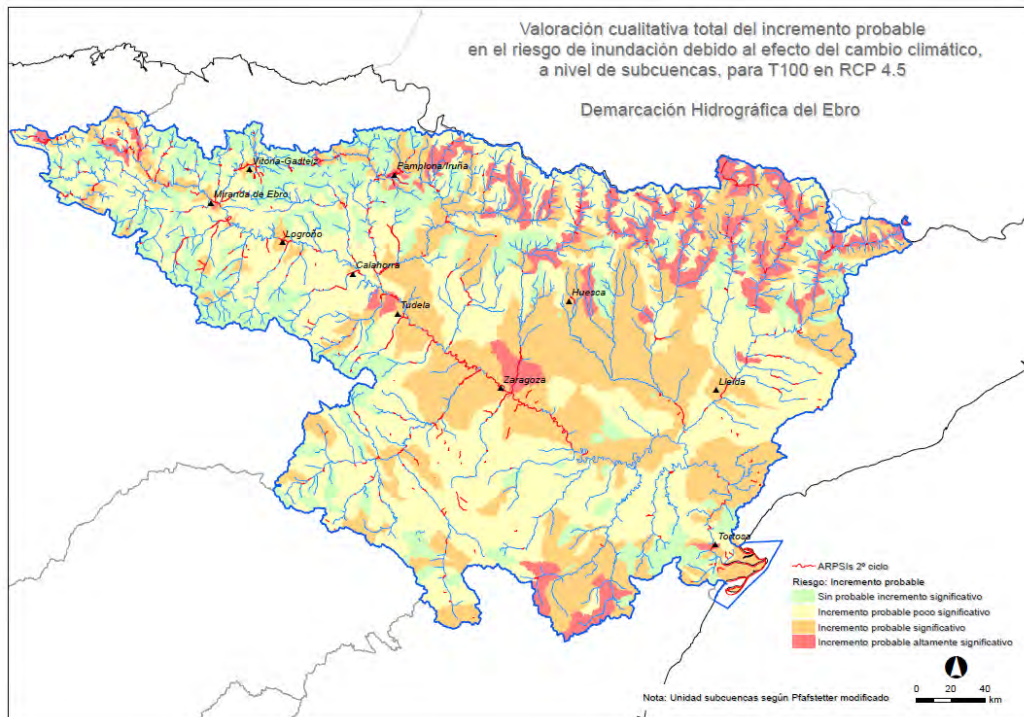 Valoración cualitativa total del incremento probable
en el riesgo de inundación debido al efecto del cambio climático,
a nivel de subcuencas, para T100 en RCP 4.5
Demarcación Hidrográfica del Ebro
Vitoria-Gasteiz
Pamplona/Iruña
Miranda de Ebro
Logroño
Calahorra
Tudela
Huesca
Zaragoza
Lleida
Tortosa
ARPSIs 2º ciclo
Riesgo: Incremento probable
Sin probable incremento significativo
Incremento probable poco significativo
Incremento probable significativo
Incremento probable altamente significativo
Nota: Unidad subcuencas según Pfafstetter modificado
0 20 40
km